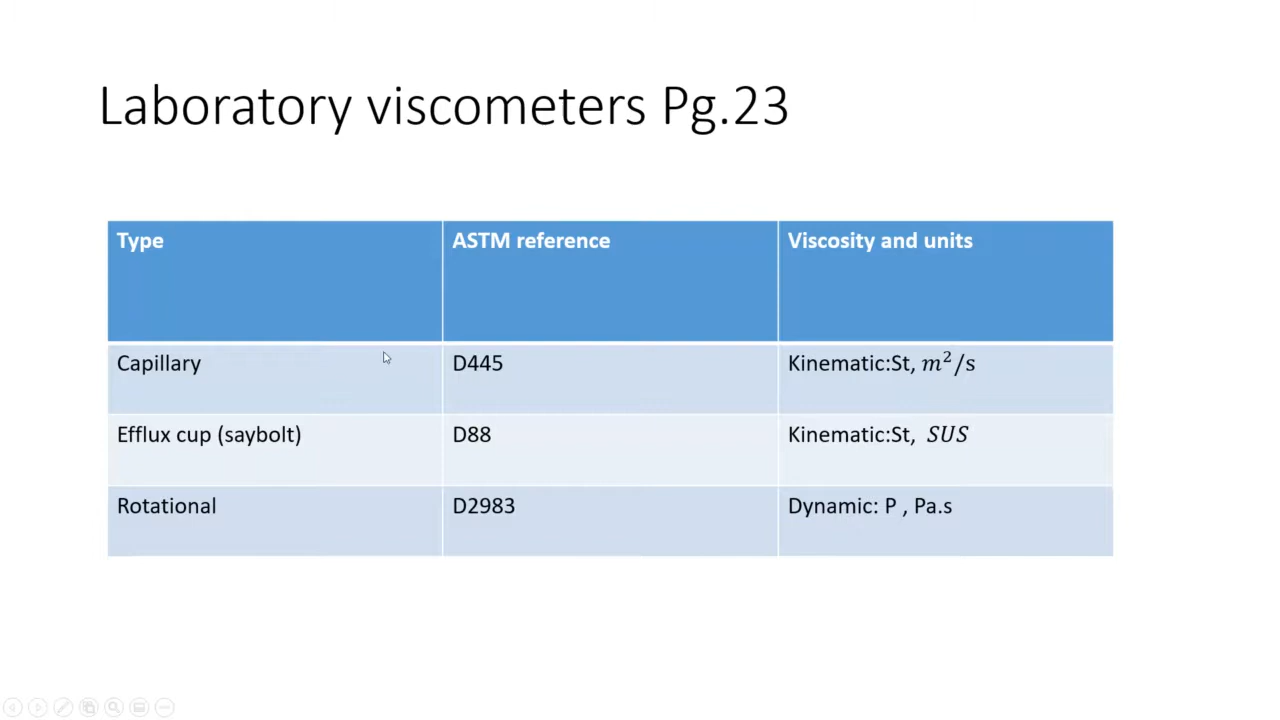 Laboratory viscometers Pg.23
Type ASTM reference Viscosity and units
Capillary D445 Kinematic:St, m²/s
Efflux cup (saybolt) D88 Kinematic:St, SUS
Rotational D2983 Dynamic: P , Pa.s